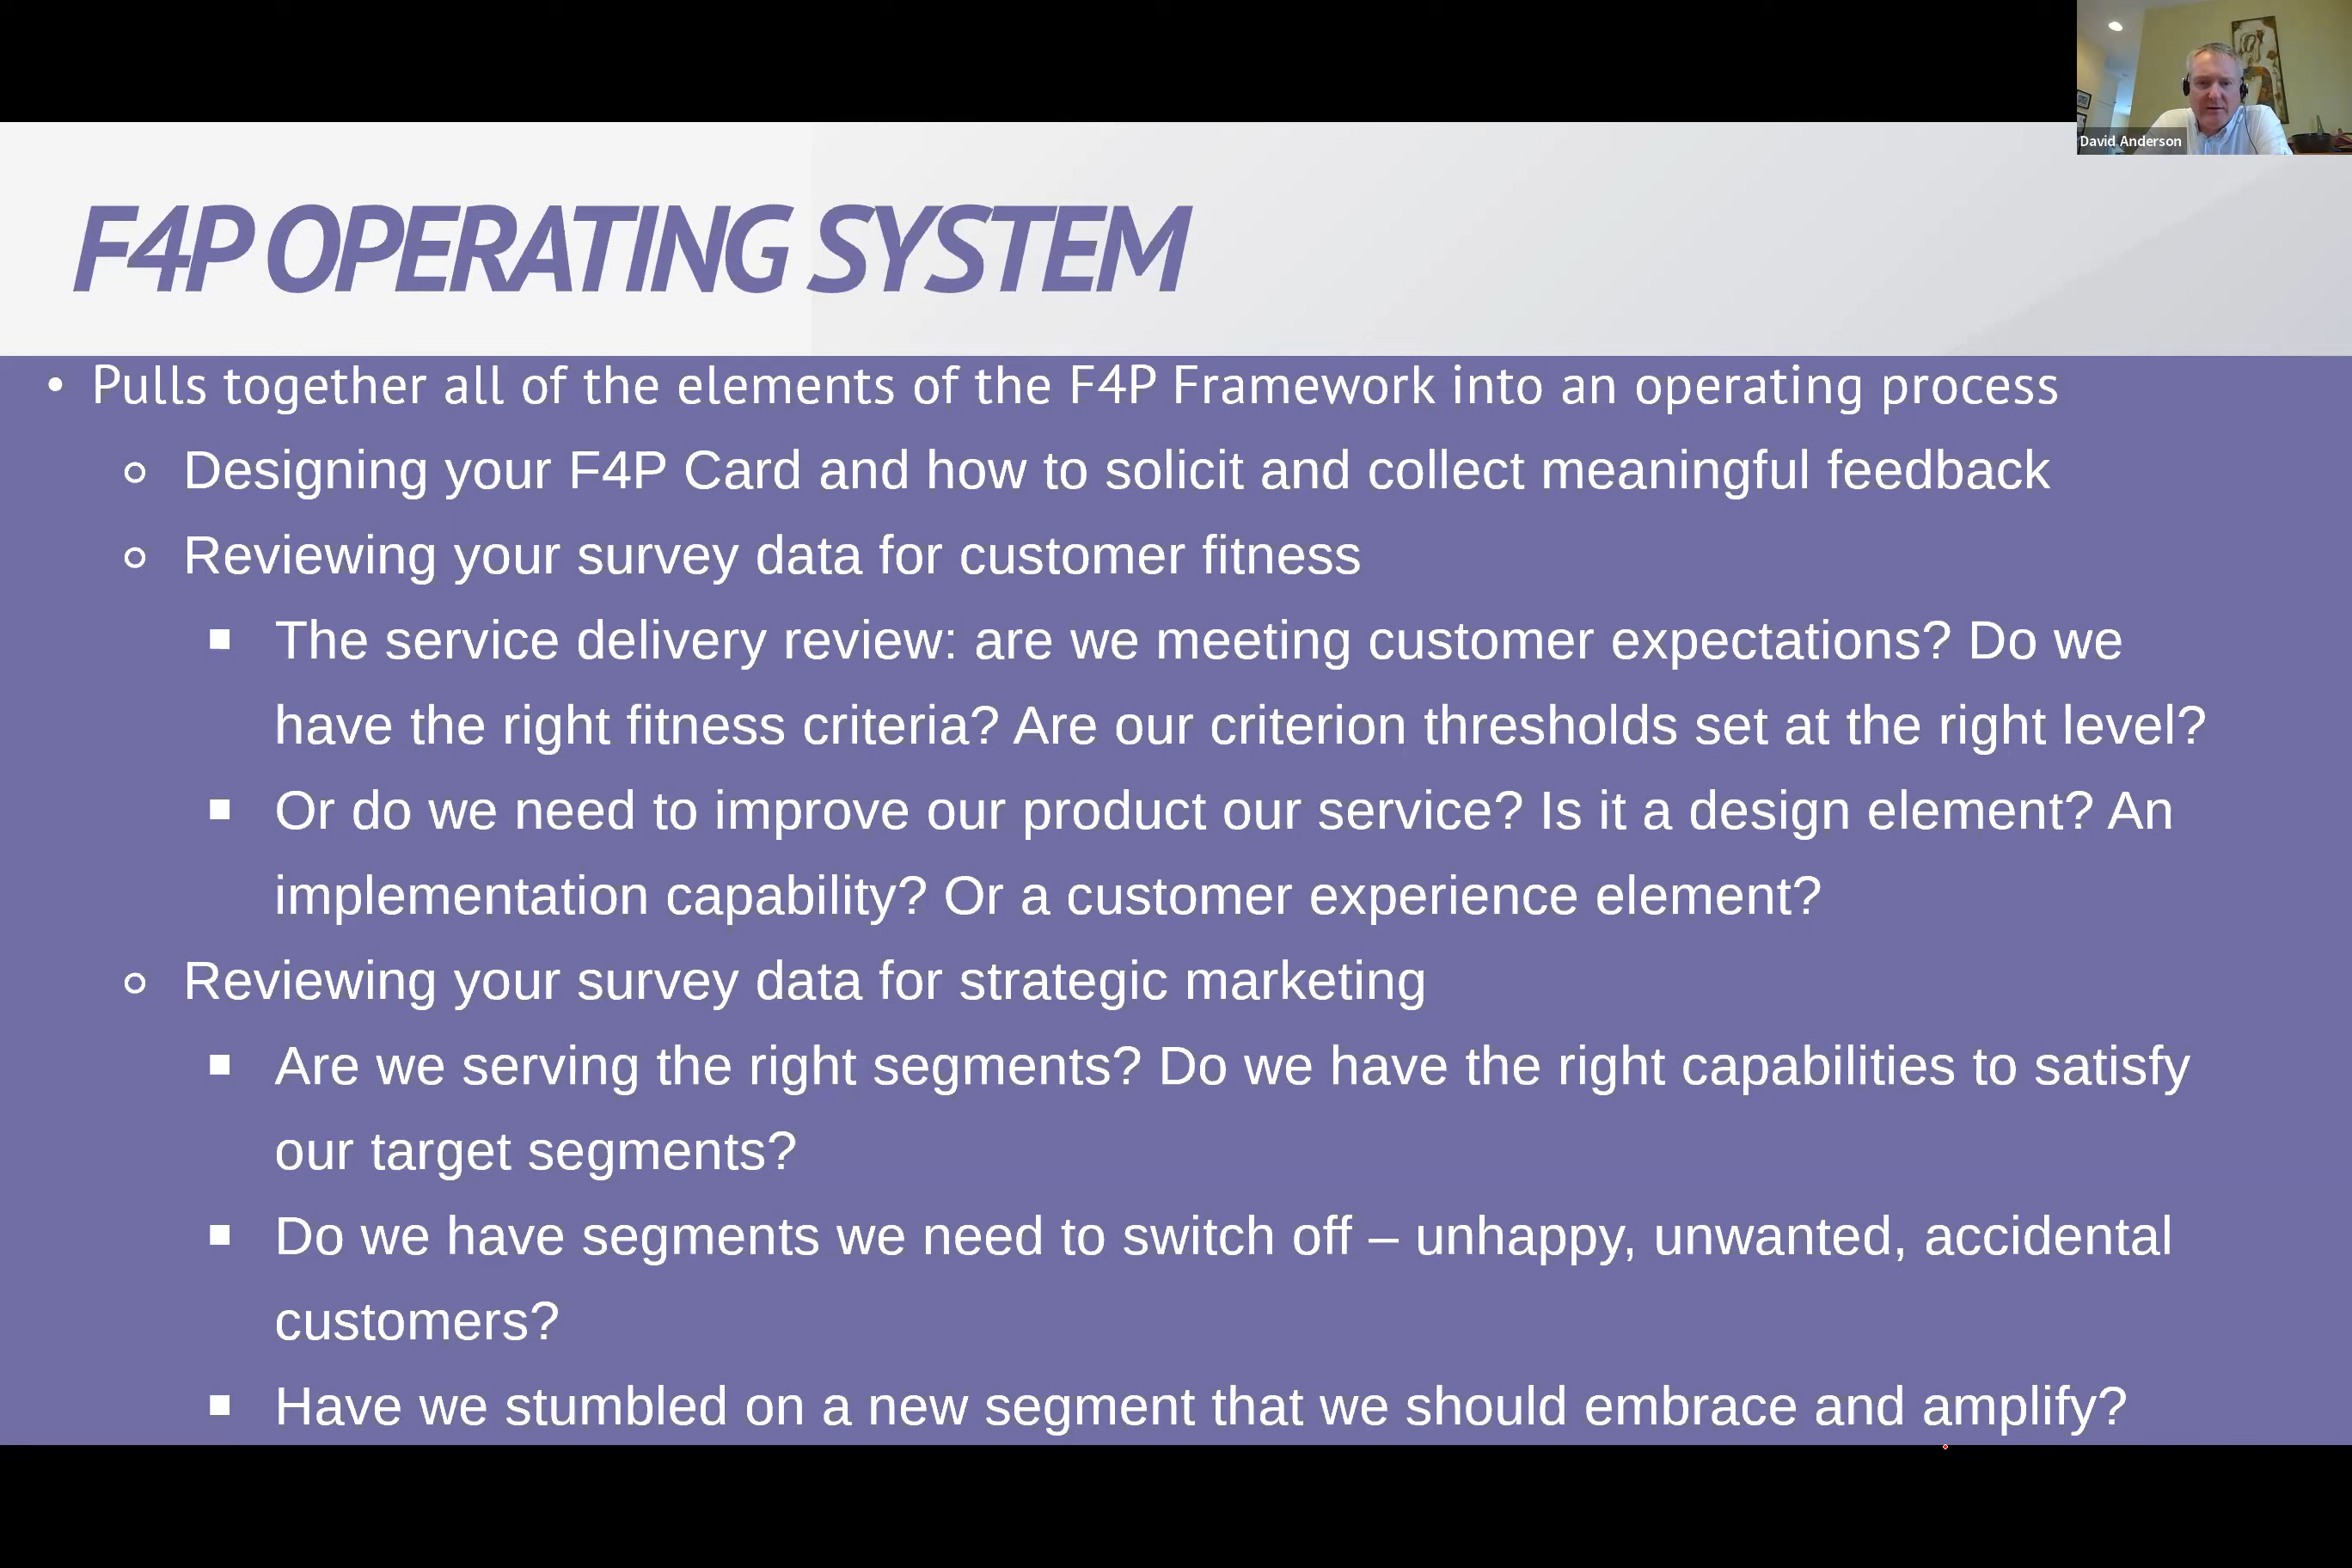 David Anderson
F4P OPERATING SYSTEM
• Pulls together all of the elements of the F4P Framework into an operating process
○ Designing your F4P Card and how to solicit and collect meaningful feedback
○ Reviewing your survey data for customer fitness
■ The service delivery review: are we meeting customer expectations? Do we
have the right fitness criteria? Are our criterion thresholds set at the right level?
■ Or do we need to improve our product our service? Is it a design element? An
implementation capability? Or a customer experience element?
○ Reviewing your survey data for strategic marketing
■ Are we serving the right segments? Do we have the right capabilities to satisfy
our target segments?
■ Do we have segments we need to switch off – unhappy, unwanted, accidental
customers?
■ Have we stumbled on a new segment that we should embrace and amplify?